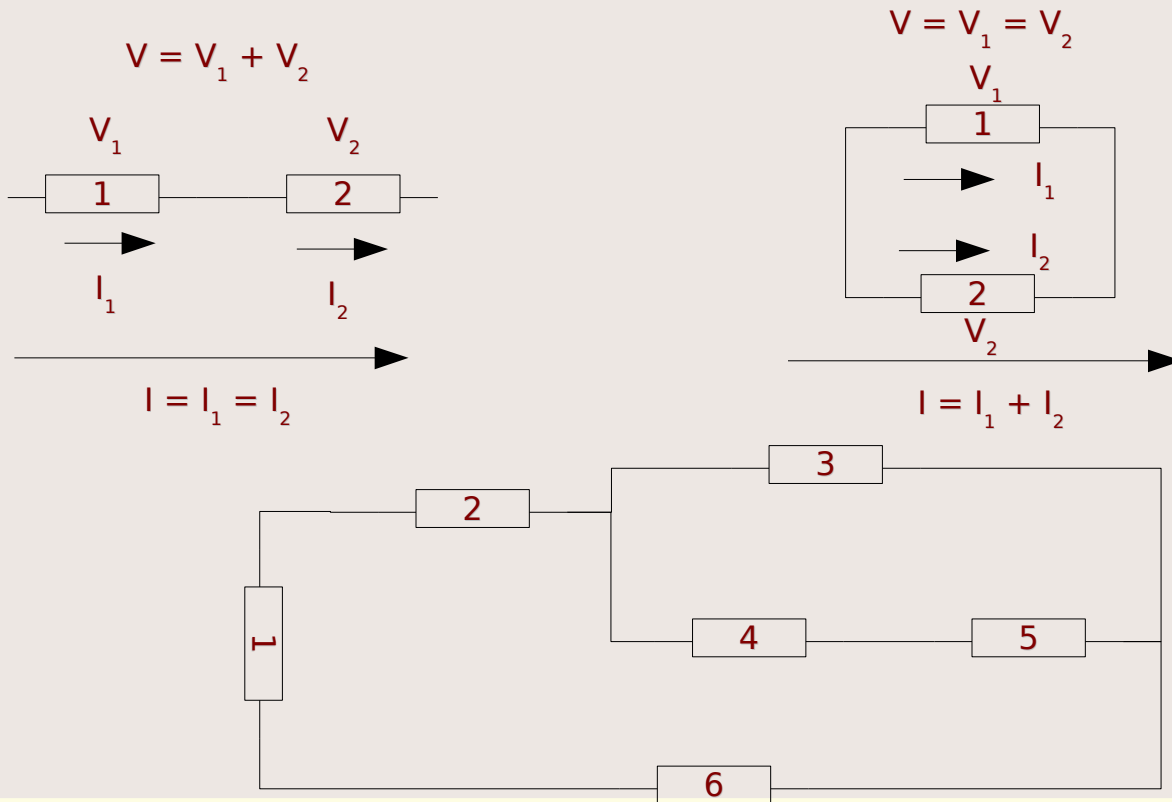 V = V₁ + V₂
V₁ V₂
1 2
I₁ I₂
I = I₁ = I₂
V = V₁ = V₂
V₁
1
I₁
I₂
2
V₂
I = I₁ + I₂
3
2
1
4 5
6